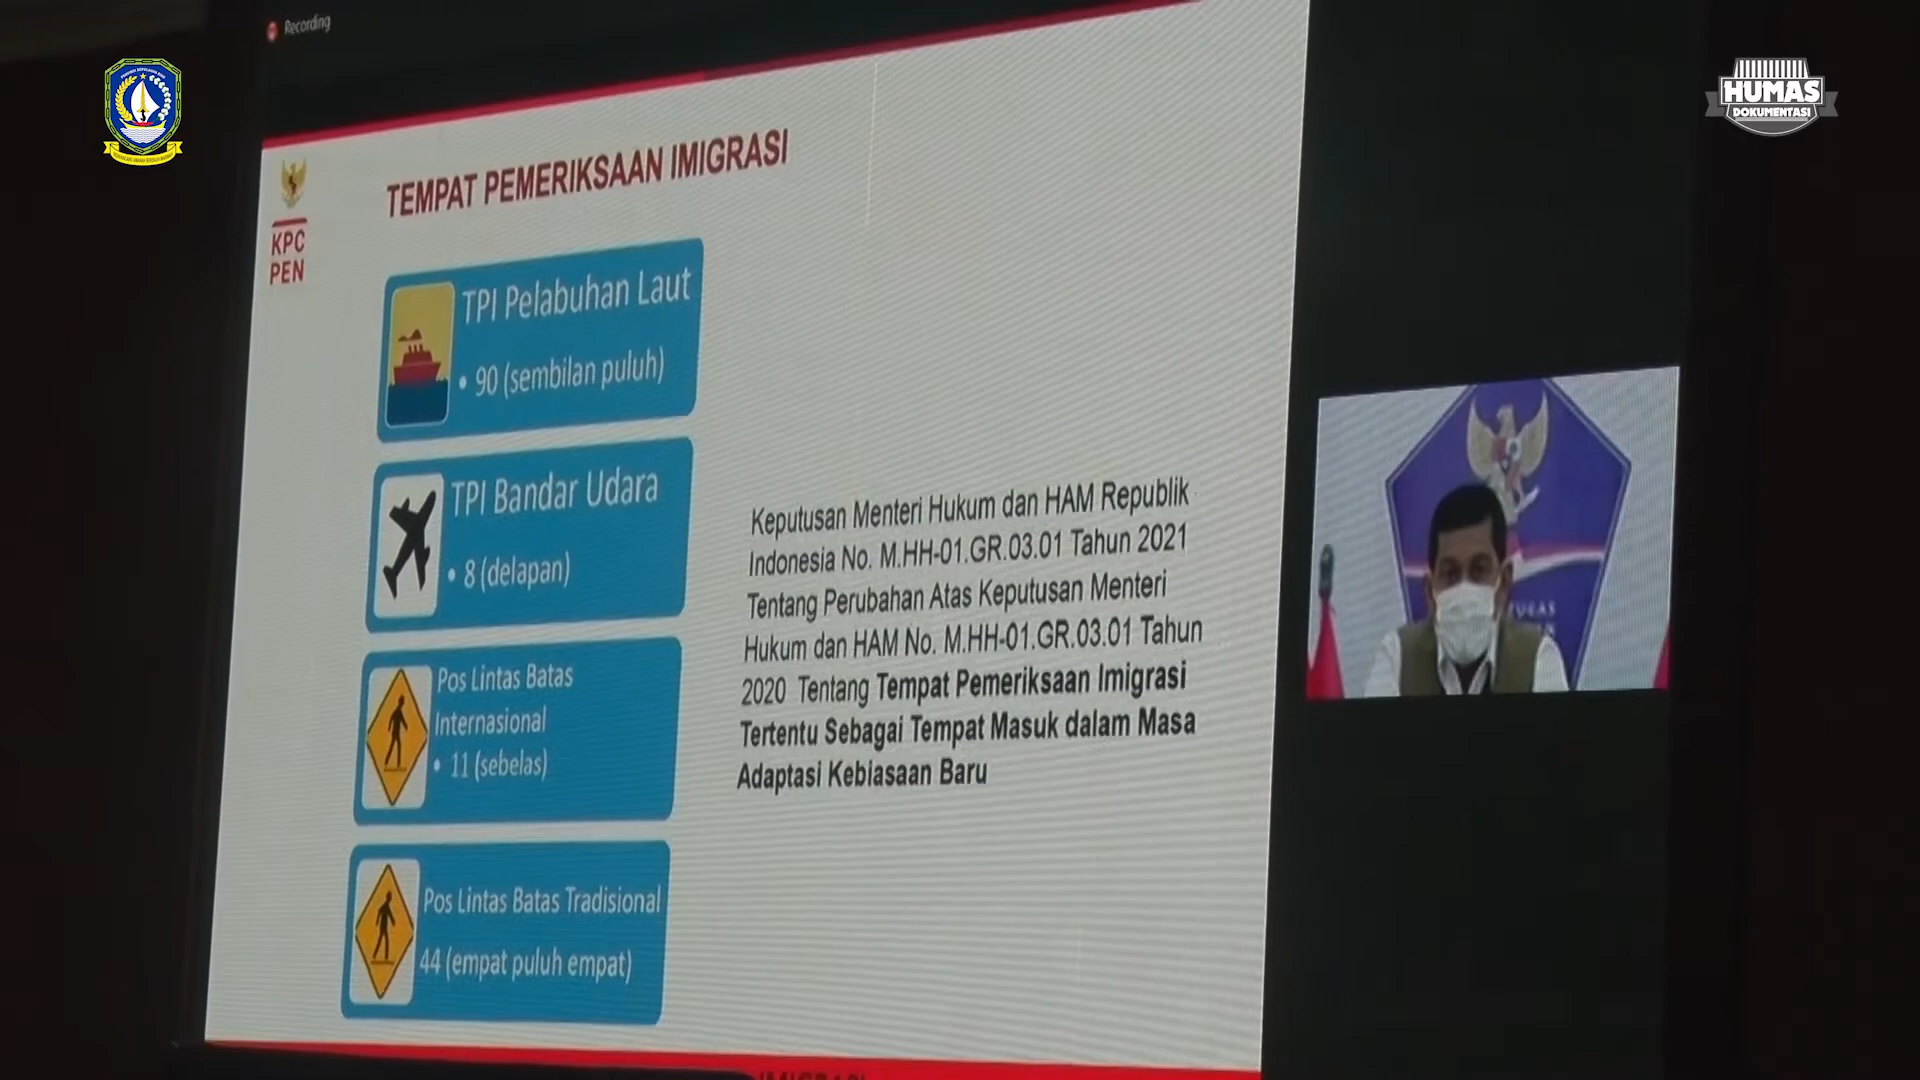 Recording
HUMAS
DOKUMENTASI
KPC
PEN
TEMPAT PEMERIKSAAN IMIGRASI
TPI Pelabuhan Laut
• 90 (sembilan puluh)
TPI Bandar Udara
• 8 (delapan)
Pos Lintas Batas
Internasional
• 11 (sebelas)
Pos Lintas Batas Tradisional
44 (empat puluh empat)
Keputusan Menteri Hukum dan HAM Republik
Indonesia No. M.HH-01.GR.03.01 Tahun 2021
Tentang Perubahan Atas Keputusan Menteri
Hukum dan HAM No. M.HH-01.GR.03.01 Tahun
2020 Tentang Tempat Pemeriksaan Imigrasi
Tertentu Sebagai Tempat Masuk dalam Masa
Adaptasi Kebiasaan Baru